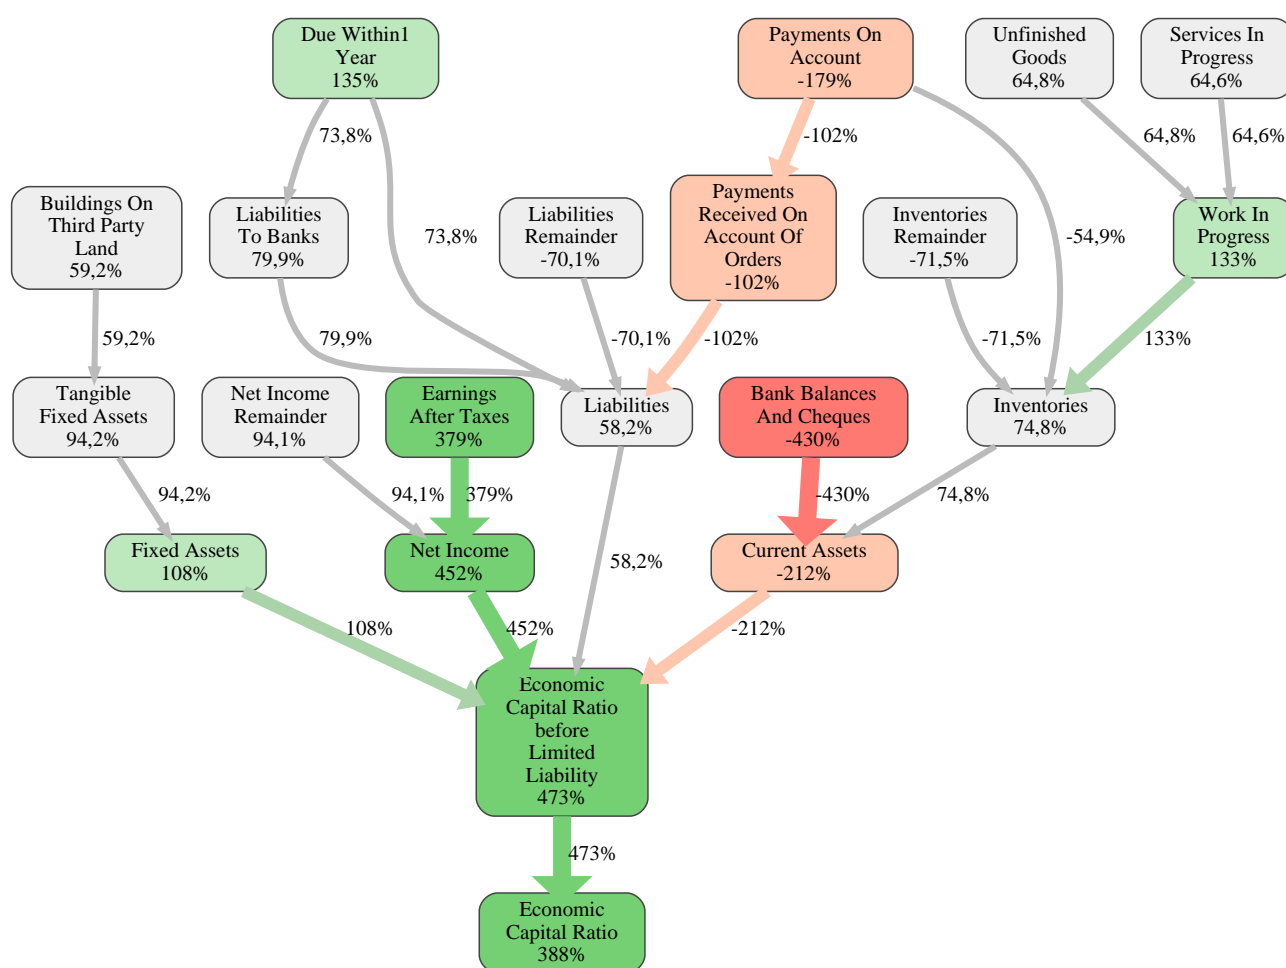 Due Within1
Year
135%
Payments On
Account
-179%
Unfinished
Goods
64,8%
Services In
Progress
64,6%
73,8%
-102%
64,8%
64,6%
Buildings On
Third Party
Land
59,2%
Liabilities
To Banks
79,9%
73,8%
Liabilities
Remainder
-70,1%
Payments
Received On
Account Of
Orders
-102%
Inventories
Remainder
-71,5%
-54,9%
Work In
Progress
133%
59,2%
79,9%
-70,1%
-102%
-71,5%
133%
Tangible
Fixed Assets
94,2%
Net Income
Remainder
94,1%
Earnings
After Taxes
379%
Liabilities
58,2%
Bank Balances
And Cheques
-430%
Inventories
74,8%
94,2%
94,1%
379%
-430%
74,8%
Fixed Assets
108%
Net Income
452%
58,2%
Current Assets
-212%
108%
452%
-212%
Economic
Capital Ratio
before
Limited
Liability
473%
473%
Economic
Capital Ratio
388%